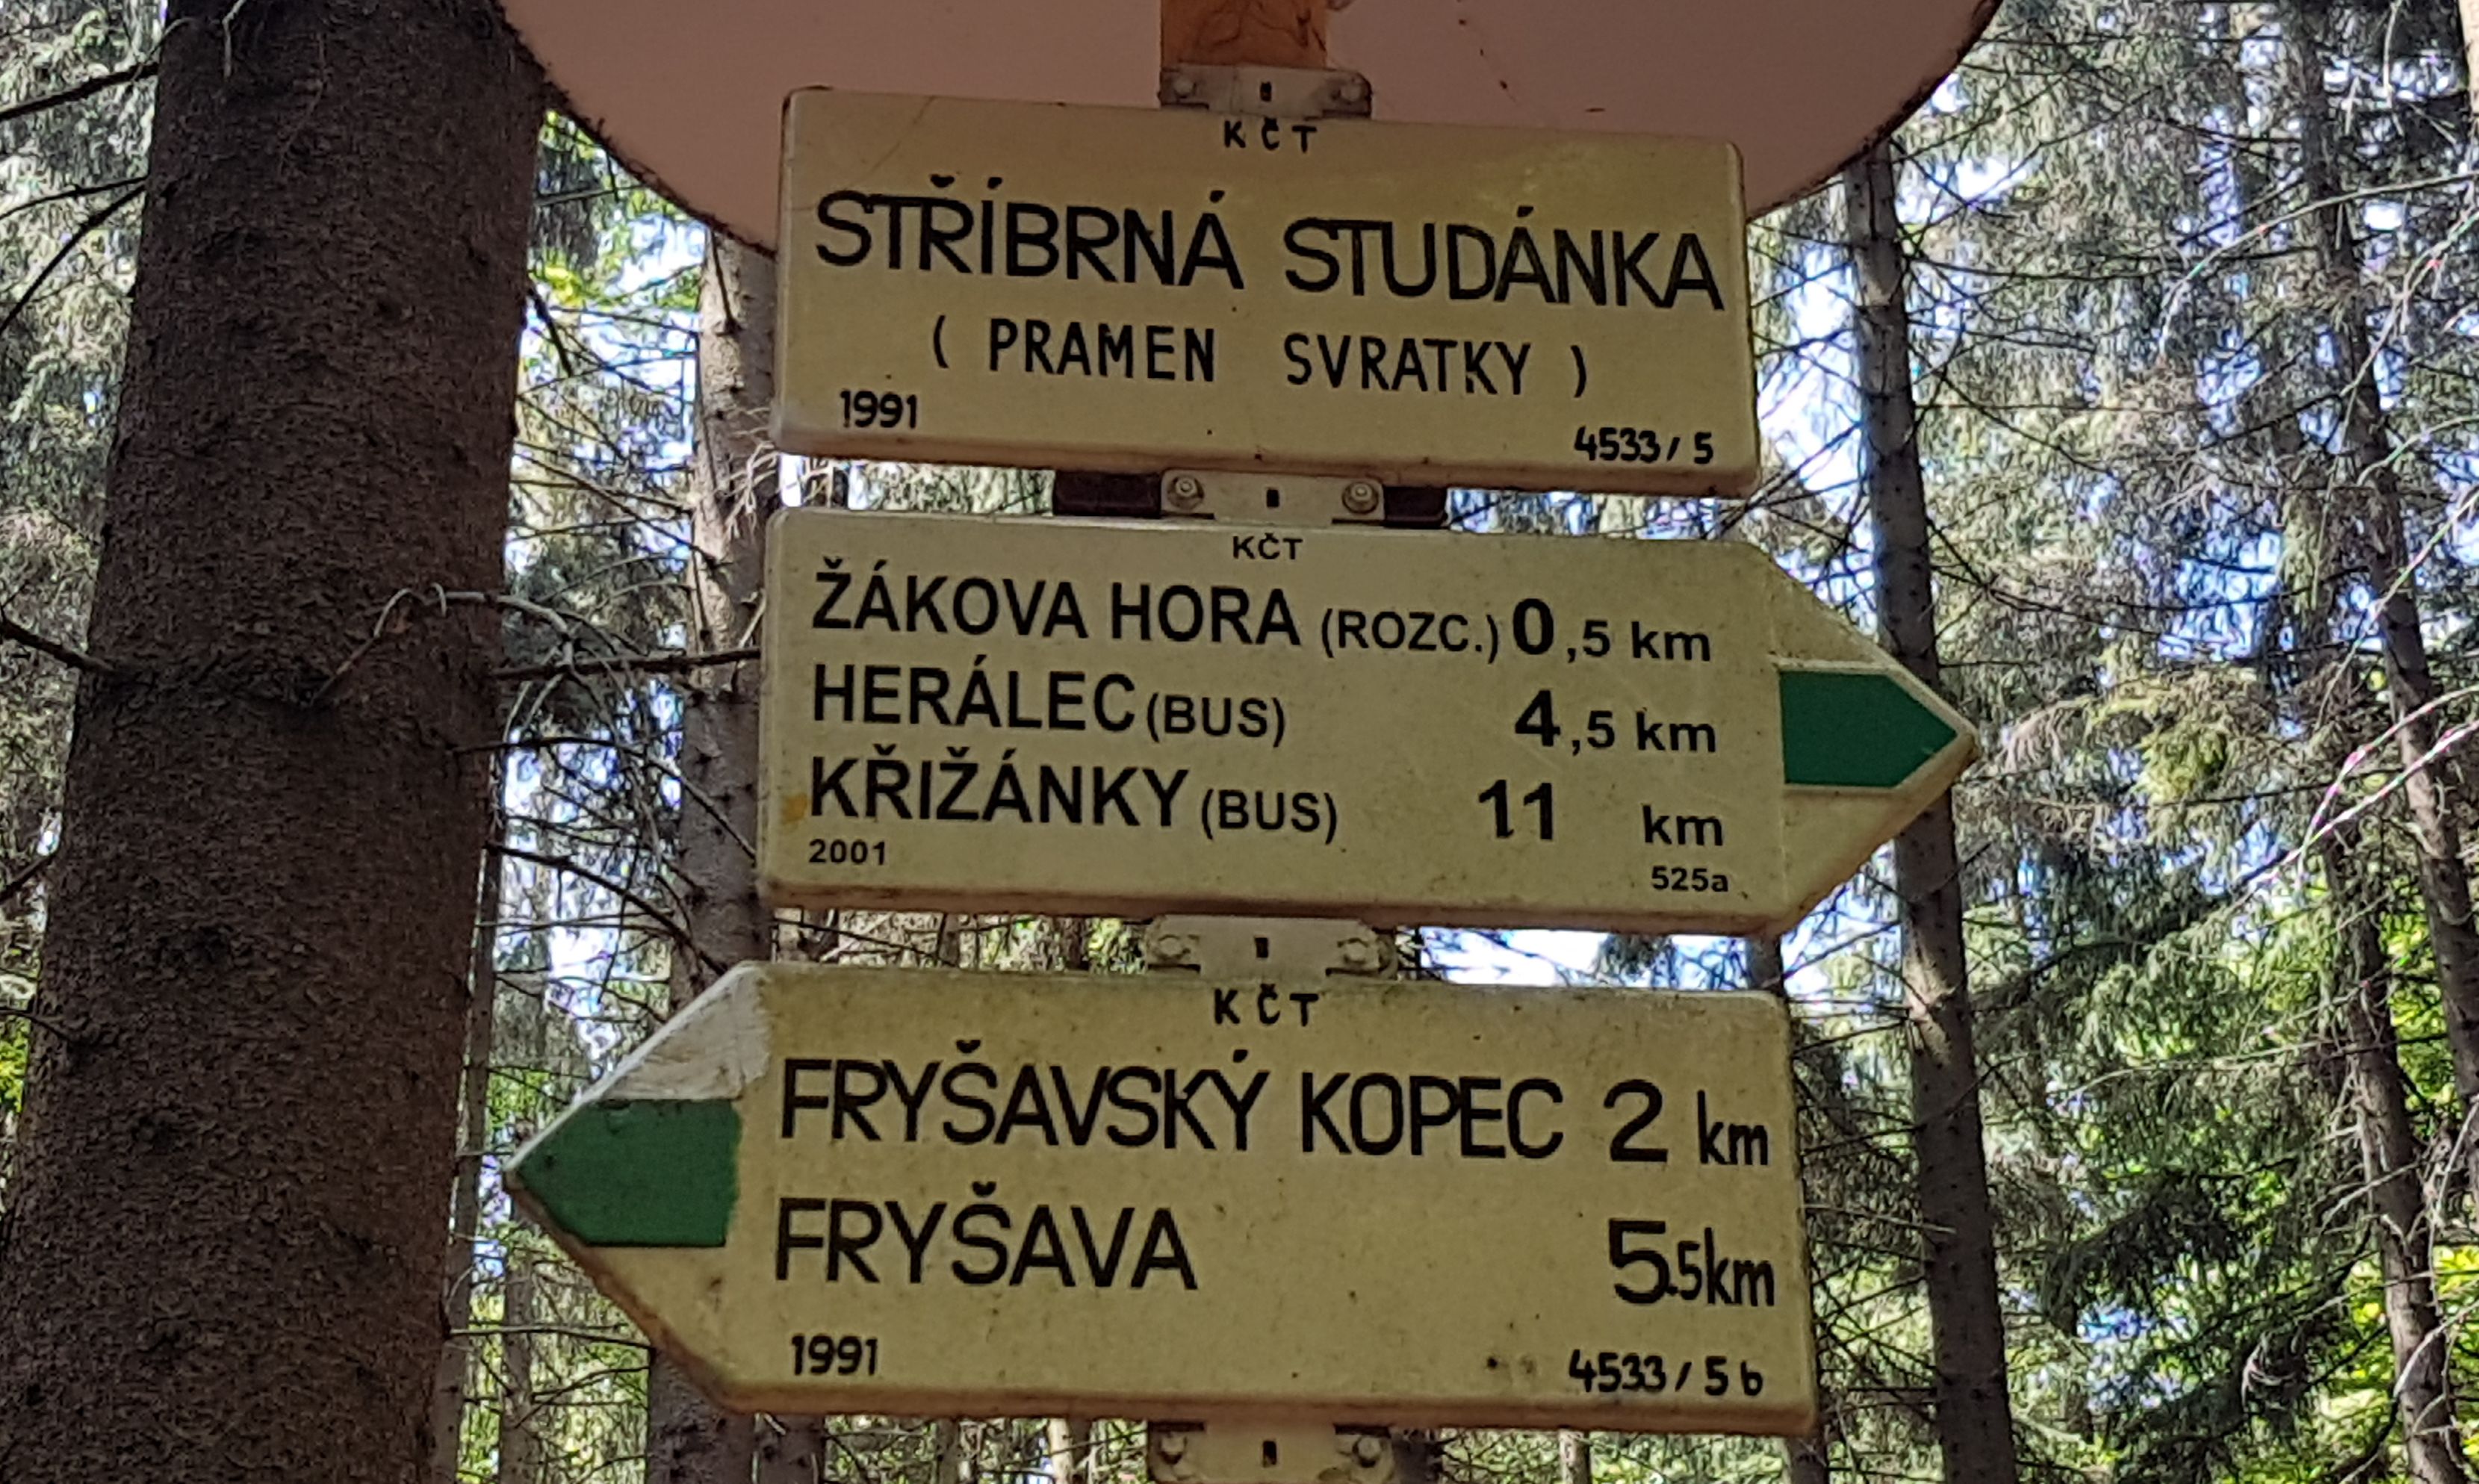 KČT
STŘÍBRNÁ STUDÁNKA
( PRAMEN SVRATKY )
1991 4533/5
KČT
ŽÁKOVA HORA (ROZC.) 0,5 km
HERÁLEC (BUS) 4,5 km
KŘIŽÁNKY (BUS) 11 km
2001 525a
KČT
FRYŠAVSKÝ KOPEC 2 km
FRYŠAVA 5.5km
1991 4533/5 b